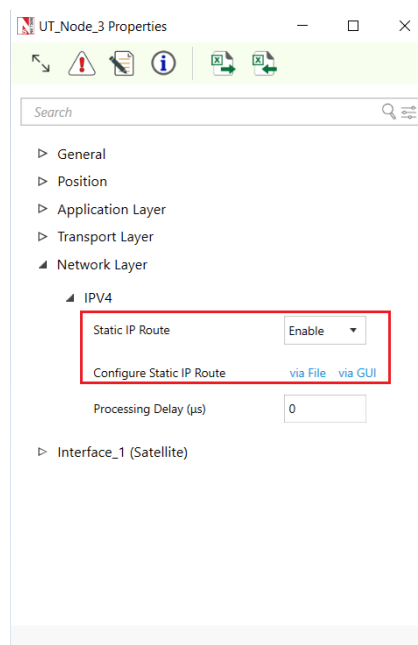 UT_Node_3 Properties
Search
General
Position
Application Layer
Transport Layer
Network Layer
IPV4
Static IP Route Enable
Configure Static IP Route via File via GUI
Processing Delay (µs) 0
Interface_1 (Satellite)